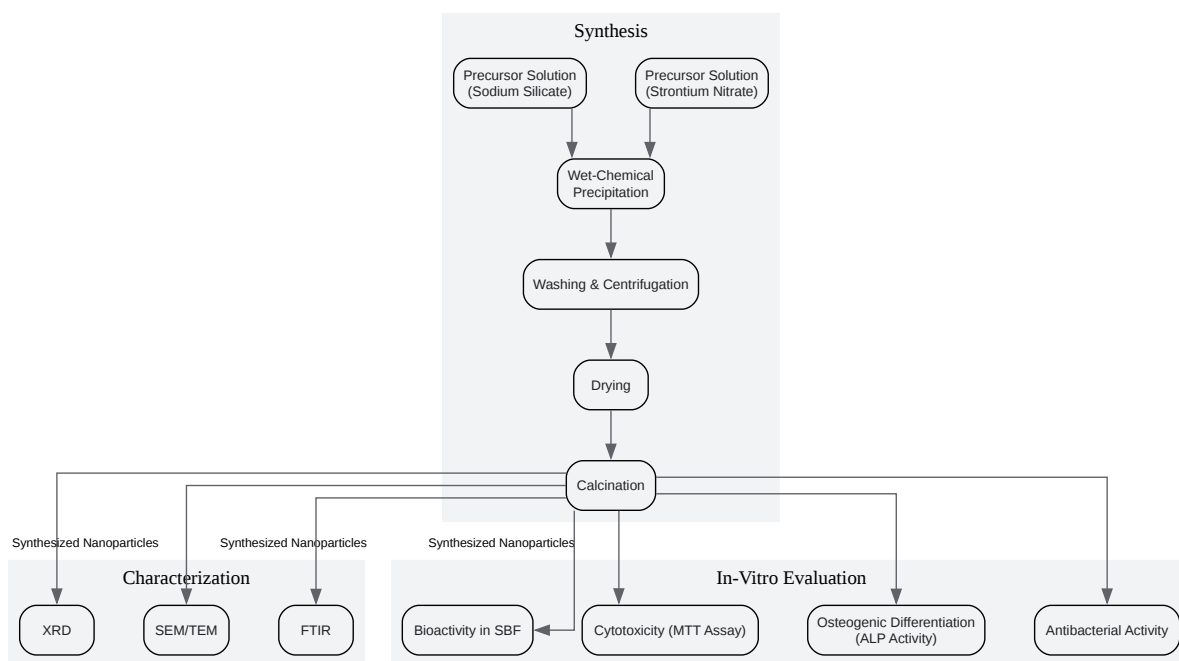 Synthesis
Precursor Solution
(Sodium Silicate)
Precursor Solution
(Strontium Nitrate)
Wet-Chemical
Precipitation
Washing & Centrifugation
Drying
Calcination
Synthesized Nanoparticles
Synthesized Nanoparticles
Synthesized Nanoparticles
Characterization
XRD
SEM/TEM
FTIR
In-Vitro Evaluation
Bioactivity in SBF
Cytotoxicity (MTT Assay)
Osteogenic Differentiation
(ALP Activity)
Antibacterial Activity